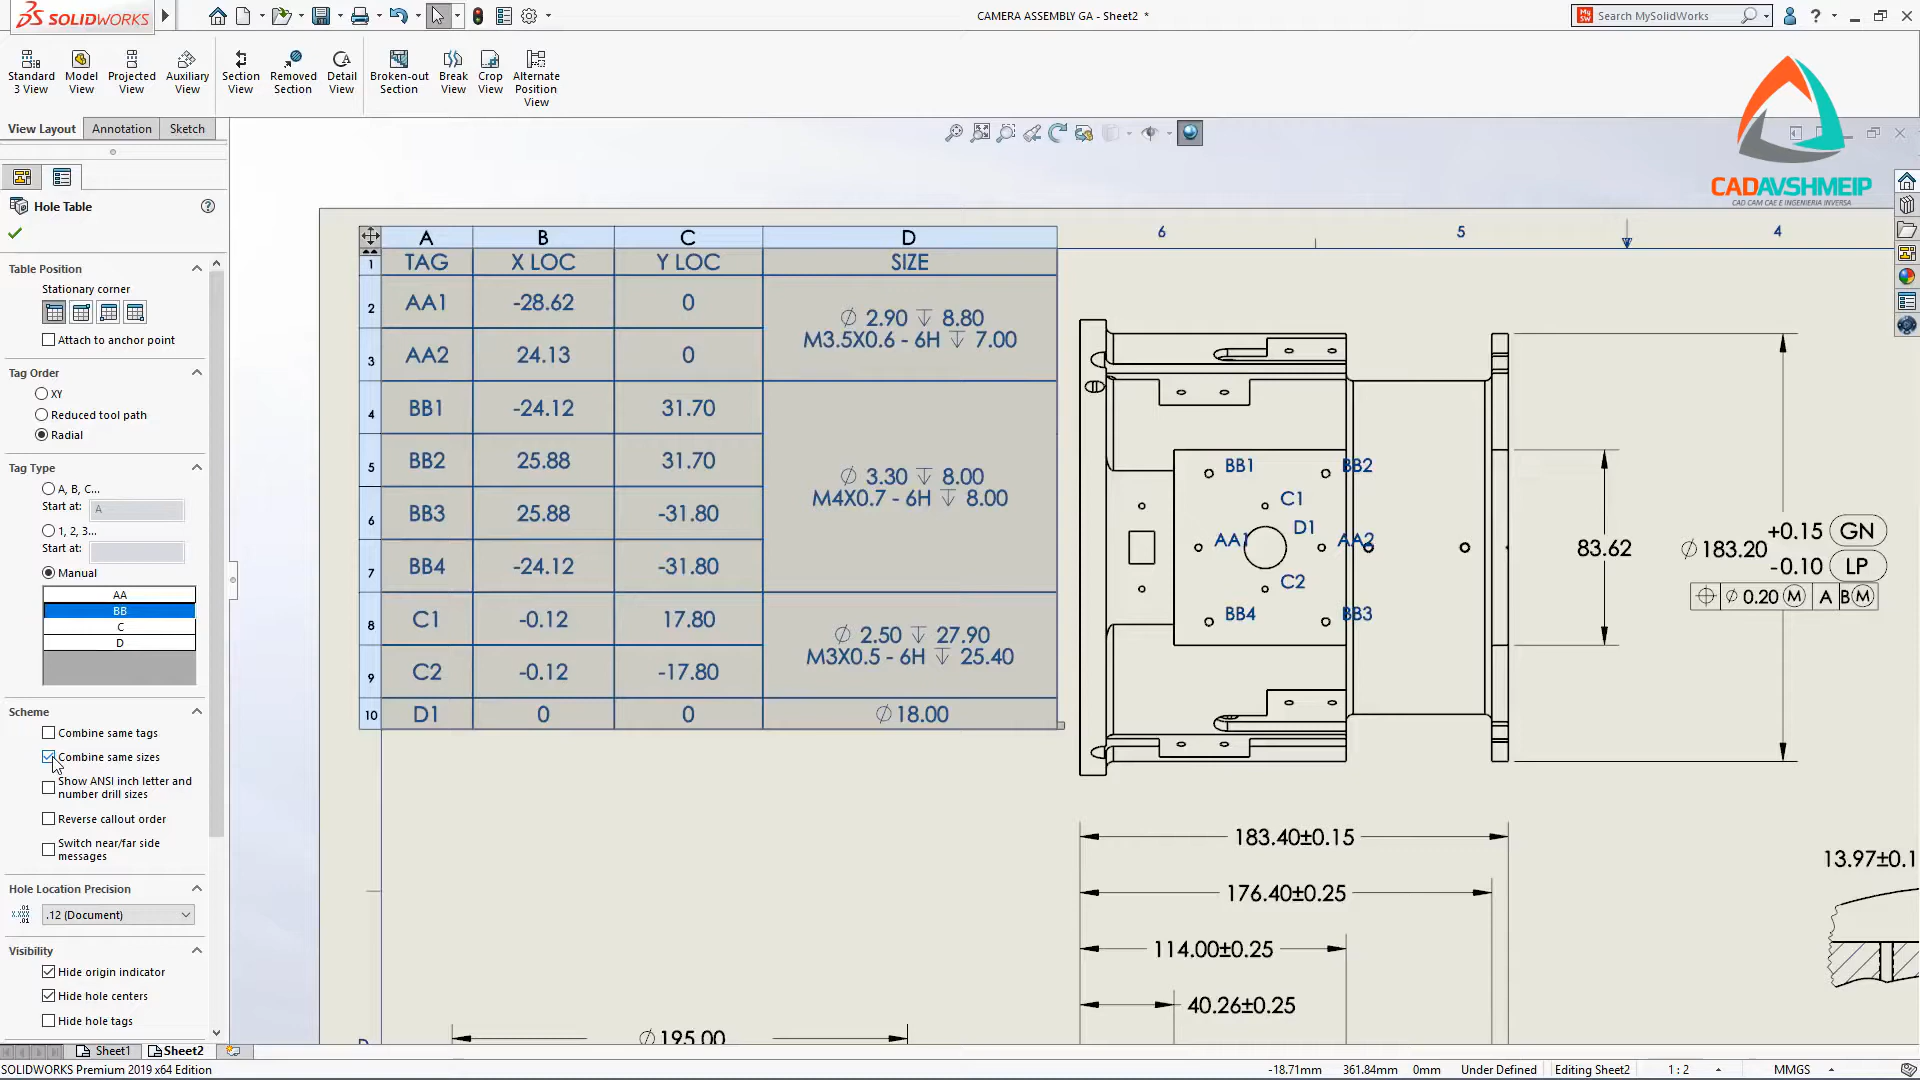 SOLIDWORKS
CAMERA ASSEMBLY GA - Sheet2 *
Search MySolidWorks
Standard 3 View
Model View
Projected View
Auxiliary View
Section View
Removed Section
Detail View
Broken-out Section
Break View
Crop View
Alternate Position View
View Layout
Annotation
Sketch
CADAVSHMEIP
CAD CAM CAE E INGENIERIA INVERSA
Hole Table
Table Position
Stationary corner
Attach to anchor point
Tag Order
XY
Reduced tool path
Radial
Tag Type
A, B, C...
Start at:
A
1, 2, 3...
Start at:
Manual
AA
BB
C
D
Scheme
Combine same tags
Combine same sizes
Show ANSI inch letter and
number drill sizes
Reverse callout order
Switch near/far side
messages
Hole Location Precision
.12 (Document)
Visibility
Hide origin indicator
Hide hole centers
Hide hole tags
A B C D
1 TAG X LOC Y LOC SIZE
2 AA1 -28.62 0
∅ 2.90 ↧ 8.80
M3.5X0.6 - 6H ↧ 7.00
3 AA2 24.13 0
4 BB1 -24.12 31.70
5 BB2 25.88 31.70
∅ 3.30 ↧ 8.00
M4X0.7 - 6H ↧ 8.00
6 BB3 25.88 -31.80
7 BB4 -24.12 -31.80
8 C1 -0.12 17.80
∅ 2.50 ↧ 27.90
M3X0.5 - 6H ↧ 25.40
9 C2 -0.12 -17.80
10 D1 0 0 ∅18.00
6 5 4
BB1 BB2
C1
D1
AA1 AA2
C2
BB4 BB3
83.62
∅183.20
+0.15 GN
-0.10 LP
⌖ ∅ 0.20 Ⓜ A BⓂ
183.40±0.15
176.40±0.25
114.00±0.25
40.26±0.25
13.97±0.1
∅195.00
D
Sheet1
Sheet2
SOLIDWORKS Premium 2019 x64 Edition
-18.71mm
361.84mm
0mm
Under Defined
Editing Sheet2
1 : 2
MMGS